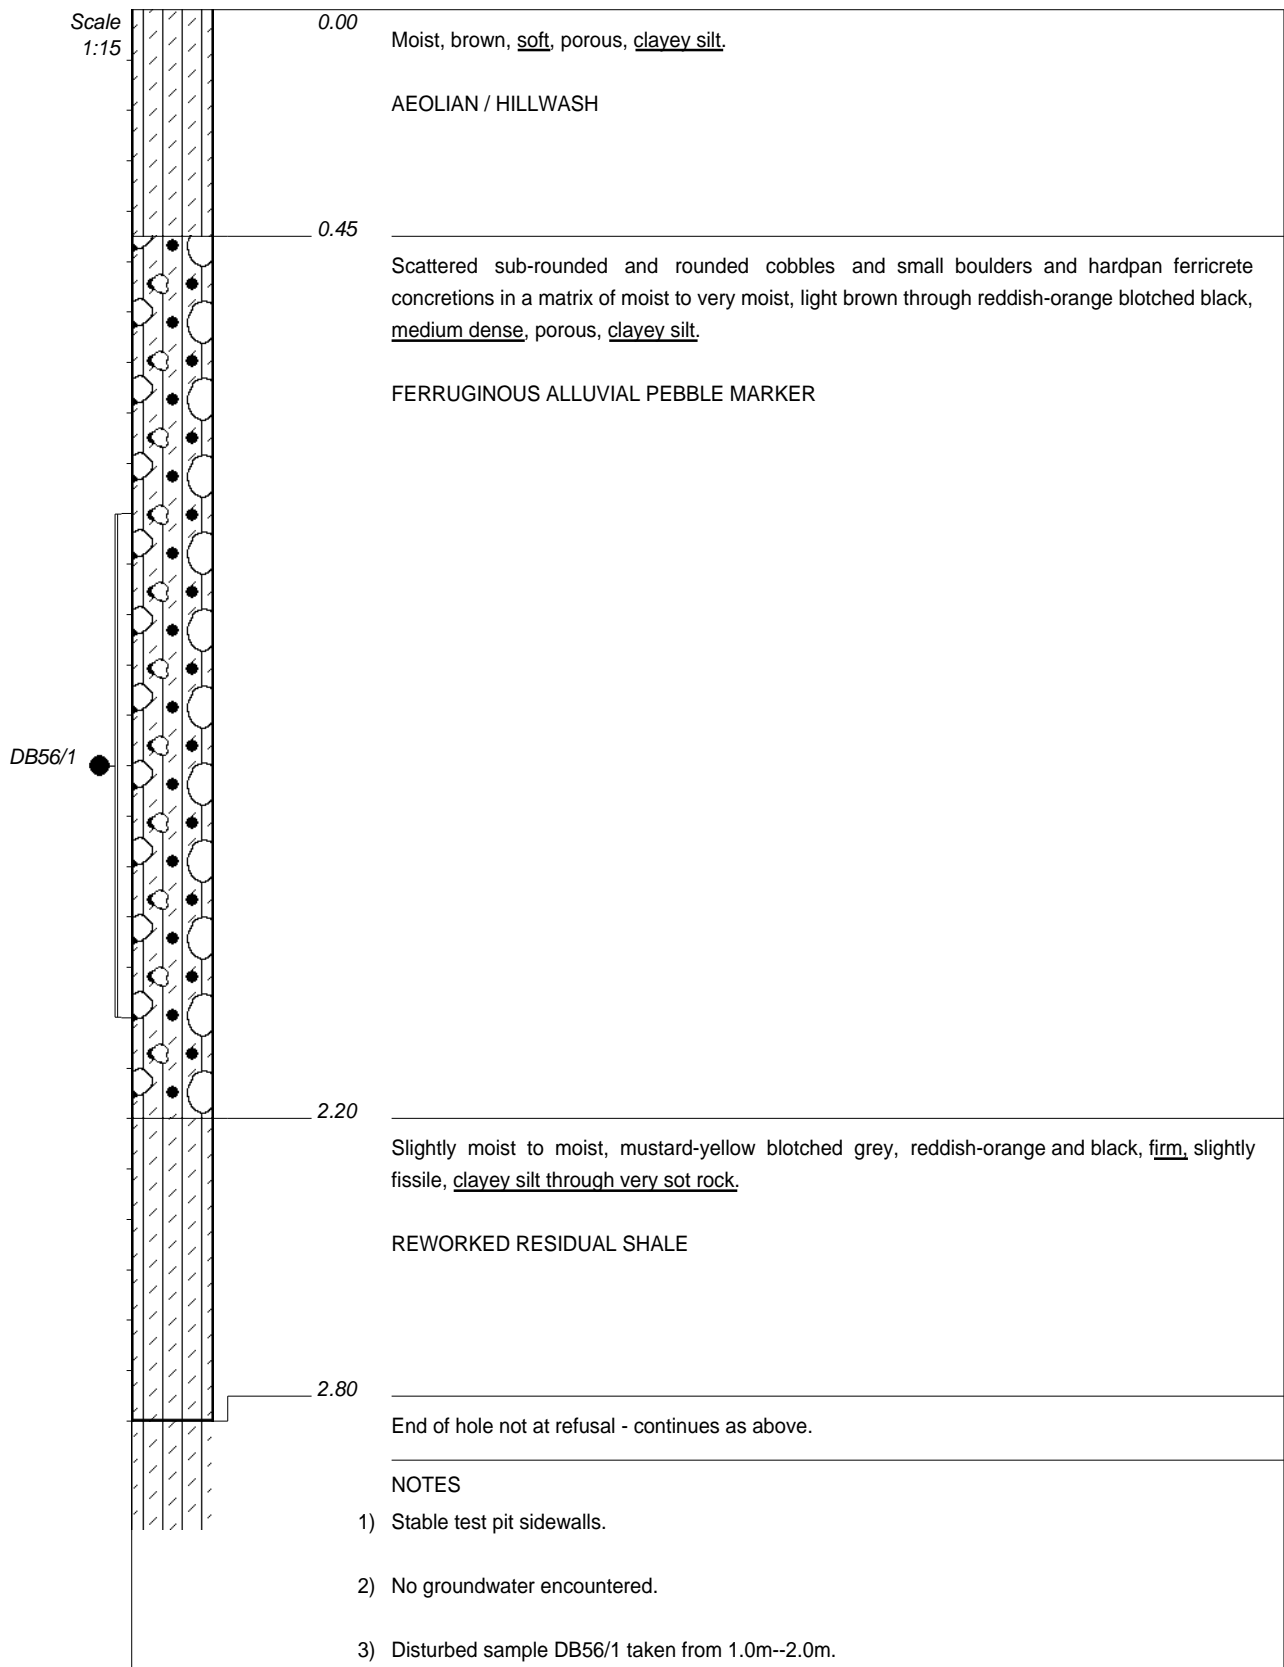 Scale
1:15
0.00
Moist, brown, soft, porous, clayey silt.
AEOLIAN / HILLWASH
0.45
Scattered sub-rounded and rounded cobbles and small boulders and hardpan ferricrete
concretions in a matrix of moist to very moist, light brown through reddish-orange blotched black,
medium dense, porous, clayey silt.
FERRUGINOUS ALLUVIAL PEBBLE MARKER
DB56/1
2.20
Slightly moist to moist, mustard-yellow blotched grey, reddish-orange and black, firm, slightly
fissile, clayey silt through very sot rock.
REWORKED RESIDUAL SHALE
2.80
End of hole not at refusal - continues as above.
NOTES
1) Stable test pit sidewalls.
2) No groundwater encountered.
3) Disturbed sample DB56/1 taken from 1.0m--2.0m.